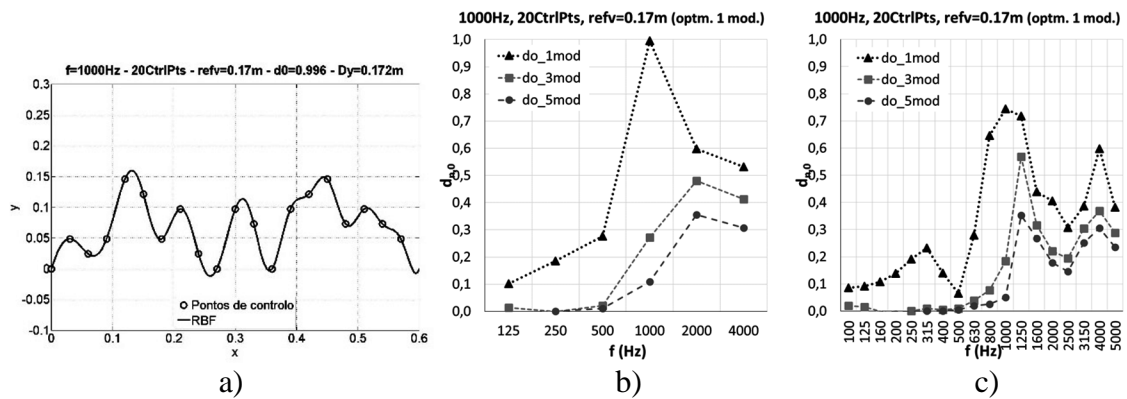 f=1000Hz - 20CtrlPts - refv=0.17m - d0=0.996 - Dy=0.172m
0.3
0.25
0.2
0.15
0.1
0.05
0
-0.05
-0.1
y
Pontos de controlo
RBF
0 0.1 0.2 0.3 0.4 0.5 0.6
x
a)
1000Hz, 20CtrlPts, refv=0.17m (optm. 1 mod.)
1,0
0,9
0,8
0,7
0,6
0,5
0,4
0,3
0,2
0,1
0,0
dn,0
do_1mod
do_3mod
do_5mod
125 250 500 1000 2000 4000
f (Hz)
b)
1000Hz, 20CtrlPts, refv=0.17m (optm. 1 mod.)
1,0
0,9
0,8
0,7
0,6
0,5
0,4
0,3
0,2
0,1
0,0
dn,0
do_1mod
do_3mod
do_5mod
100 125 160 200 250 315 400 500 630 800 1000 1250 1600 2000 2500 3150 4000 5000
f (Hz)
c)